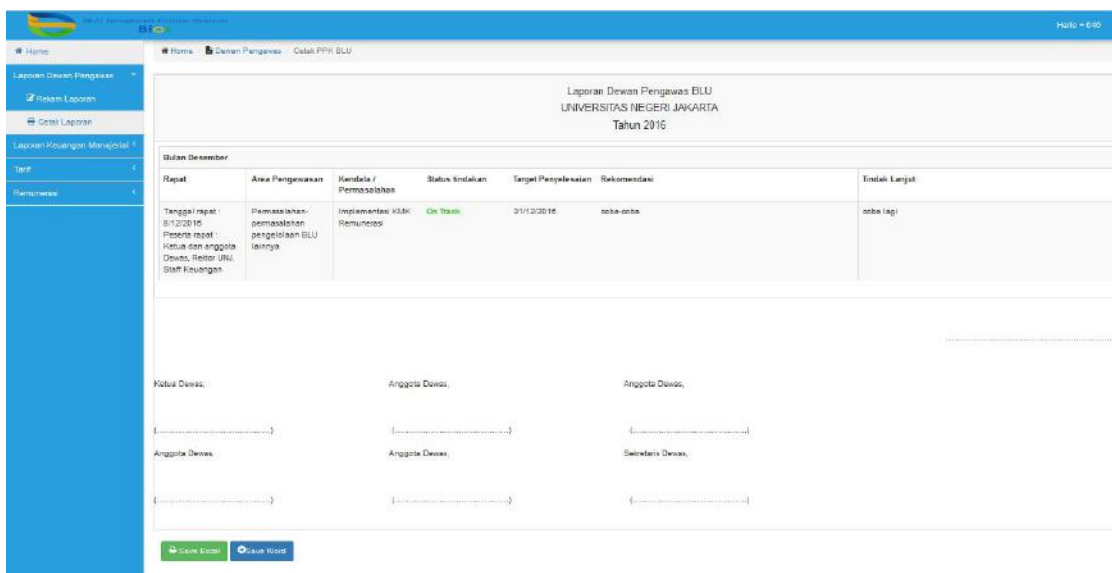 BIOS
Hallo
Home
Home Dewan Pengawas Cetak PPK BLU
Laporan Dewan Pengawas
Rekam Laporan
Cetak Laporan
Laporan Keuangan Manajerial
Tarif
Remunerasi
Laporan Dewan Pengawas BLU
UNIVERSITAS NEGERI JAKARTA
Tahun 2016
Bulan Desember
Rapat Area Pengawasan Kendala / Status tindakan Target Penyelesaian Rekomendasi Tindak Lanjut
Permasalahan
Tanggal rapat : Permasalahan- Implementasi KMK On Track 31/12/2016 coba-coba coba lagi
8/12/2016 permasalahan Remunerasi
Peserta rapat : pengelolaan BLU
Ketua dan anggota lainnya
Dewas, Rektor UNJ,
Staff Keuangan
Ketua Dewas, Anggota Dewas, Anggota Dewas,
(............................................) (............................................) (............................................)
Anggota Dewas, Anggota Dewas, Sekretaris Dewas,
(............................................) (............................................) (............................................)
Save Excel Save Word